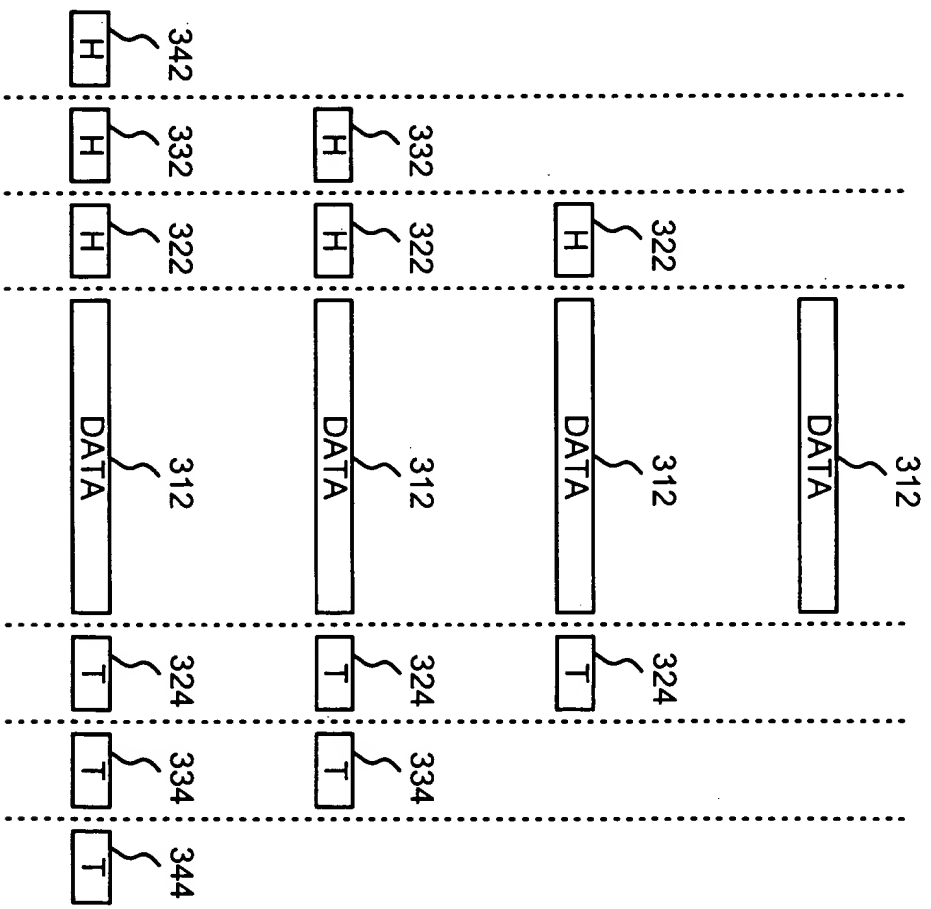 312
DATA
322 312 324
H DATA T
332 322 312 324 334
H H DATA T T
342 332 322 312 324 334 344
H H H DATA T T T